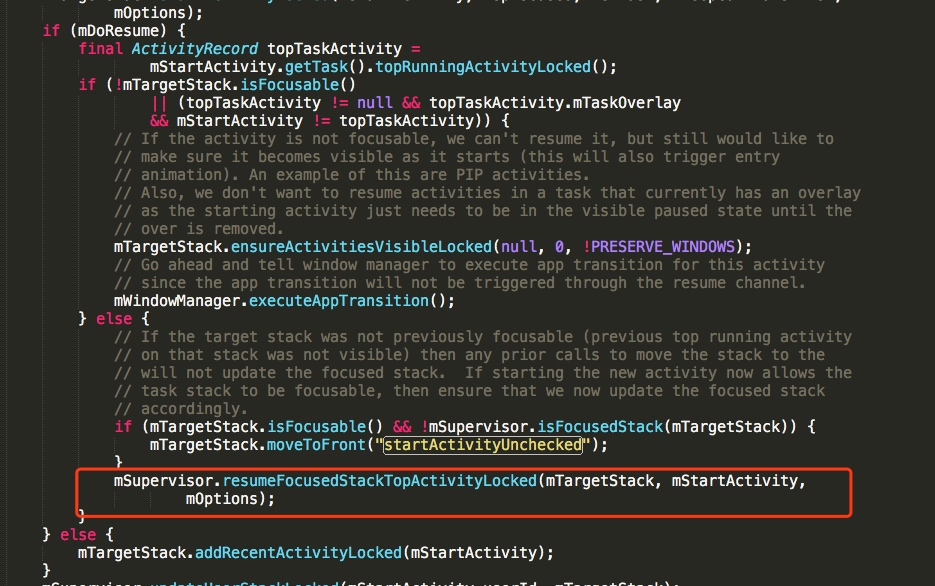 mOptions);
if (mDoResume) {
final ActivityRecord topTaskActivity =
mStartActivity.getTask().topRunningActivityLocked();
if (!mTargetStack.isFocusable()
|| (topTaskActivity != null && topTaskActivity.mTaskOverlay
&& mStartActivity != topTaskActivity)) {
// If the activity is not focusable, we can't resume it, but still would like to
// make sure it becomes visible as it starts (this will also trigger entry
// animation). An example of this are PIP activities.
// Also, we don't want to resume activities in a task that currently has an overlay
// as the starting activity just needs to be in the visible paused state until the
// over is removed.
mTargetStack.ensureActivitiesVisibleLocked(null, 0, !PRESERVE_WINDOWS);
// Go ahead and tell window manager to execute app transition for this activity
// since the app transition will not be triggered through the resume channel.
mWindowManager.executeAppTransition();
} else {
// If the target stack was not previously focusable (previous top running activity
// on that stack was not visible) then any prior calls to move the stack to the
// will not update the focused stack.  If starting the new activity now allows the
// task stack to be focusable, then ensure that we now update the focused stack
// accordingly.
if (mTargetStack.isFocusable() && !mSupervisor.isFocusedStack(mTargetStack)) {
mTargetStack.moveToFront("startActivityUnchecked");
}
mSupervisor.resumeFocusedStackTopActivityLocked(mTargetStack, mStartActivity,
mOptions);
}
} else {
mTargetStack.addRecentActivityLocked(mStartActivity);
}